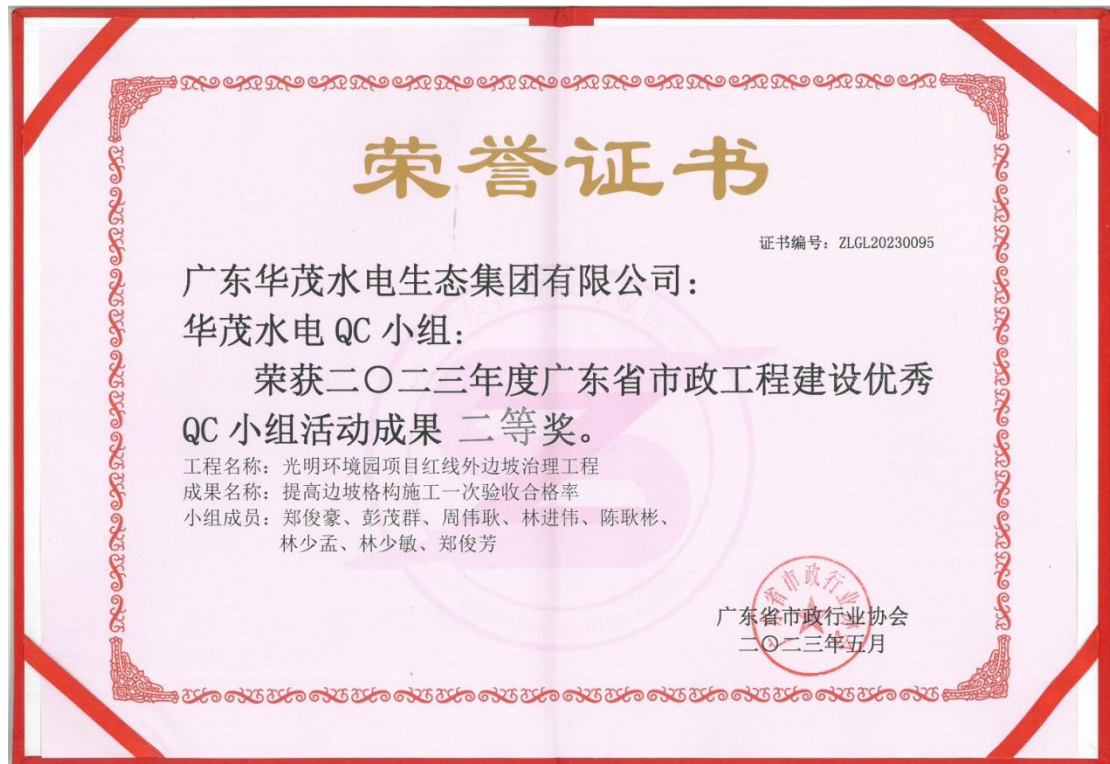 荣誉证书
证书编号：ZLGL20230095
广东华茂水电生态集团有限公司：
华茂水电QC小组：
荣获二〇二三年度广东省市政工程建设优秀
QC小组活动成果 二等奖。
工程名称：光明环境园项目红线外边坡治理工程
成果名称：提高边坡格构施工一次验收合格率
小组成员：郑俊豪、彭茂群、周伟耿、林进伟、陈耿彬、
林少孟、林少敏、郑俊芳
广东省市政行业协会
二〇二三年五月